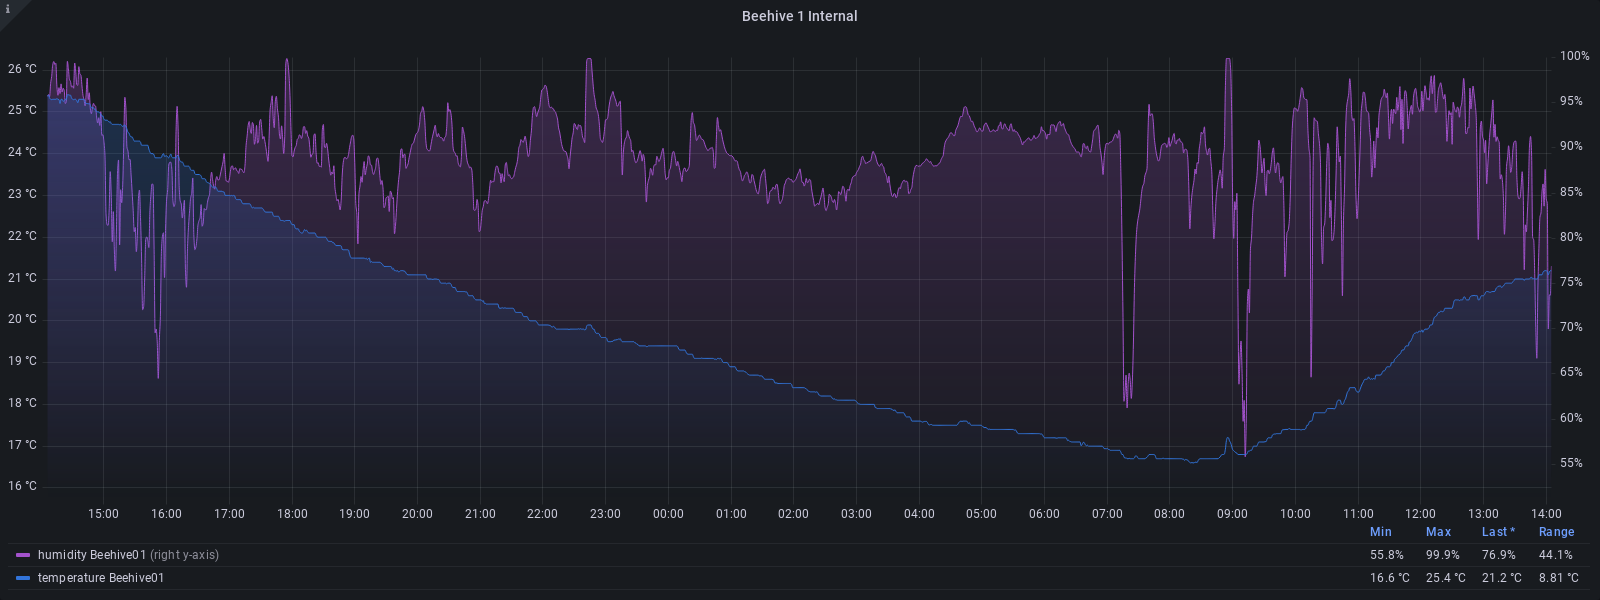 i
Beehive 1 Internal
26 °C
25 °C
24 °C
23 °C
22 °C
21 °C
20 °C
19 °C
18 °C
17 °C
16 °C
100%
95%
90%
85%
80%
75%
70%
65%
60%
55%
15:00 16:00 17:00 18:00 19:00 20:00 21:00 22:00 23:00 00:00 01:00 02:00 03:00 04:00 05:00 06:00 07:00 08:00 09:00 10:00 11:00 12:00 13:00 14:00
Min Max Last * Range
humidity Beehive01 (right y-axis) 55.8% 99.9% 76.9% 44.1%
temperature Beehive01 16.6 °C 25.4 °C 21.2 °C 8.81 °C